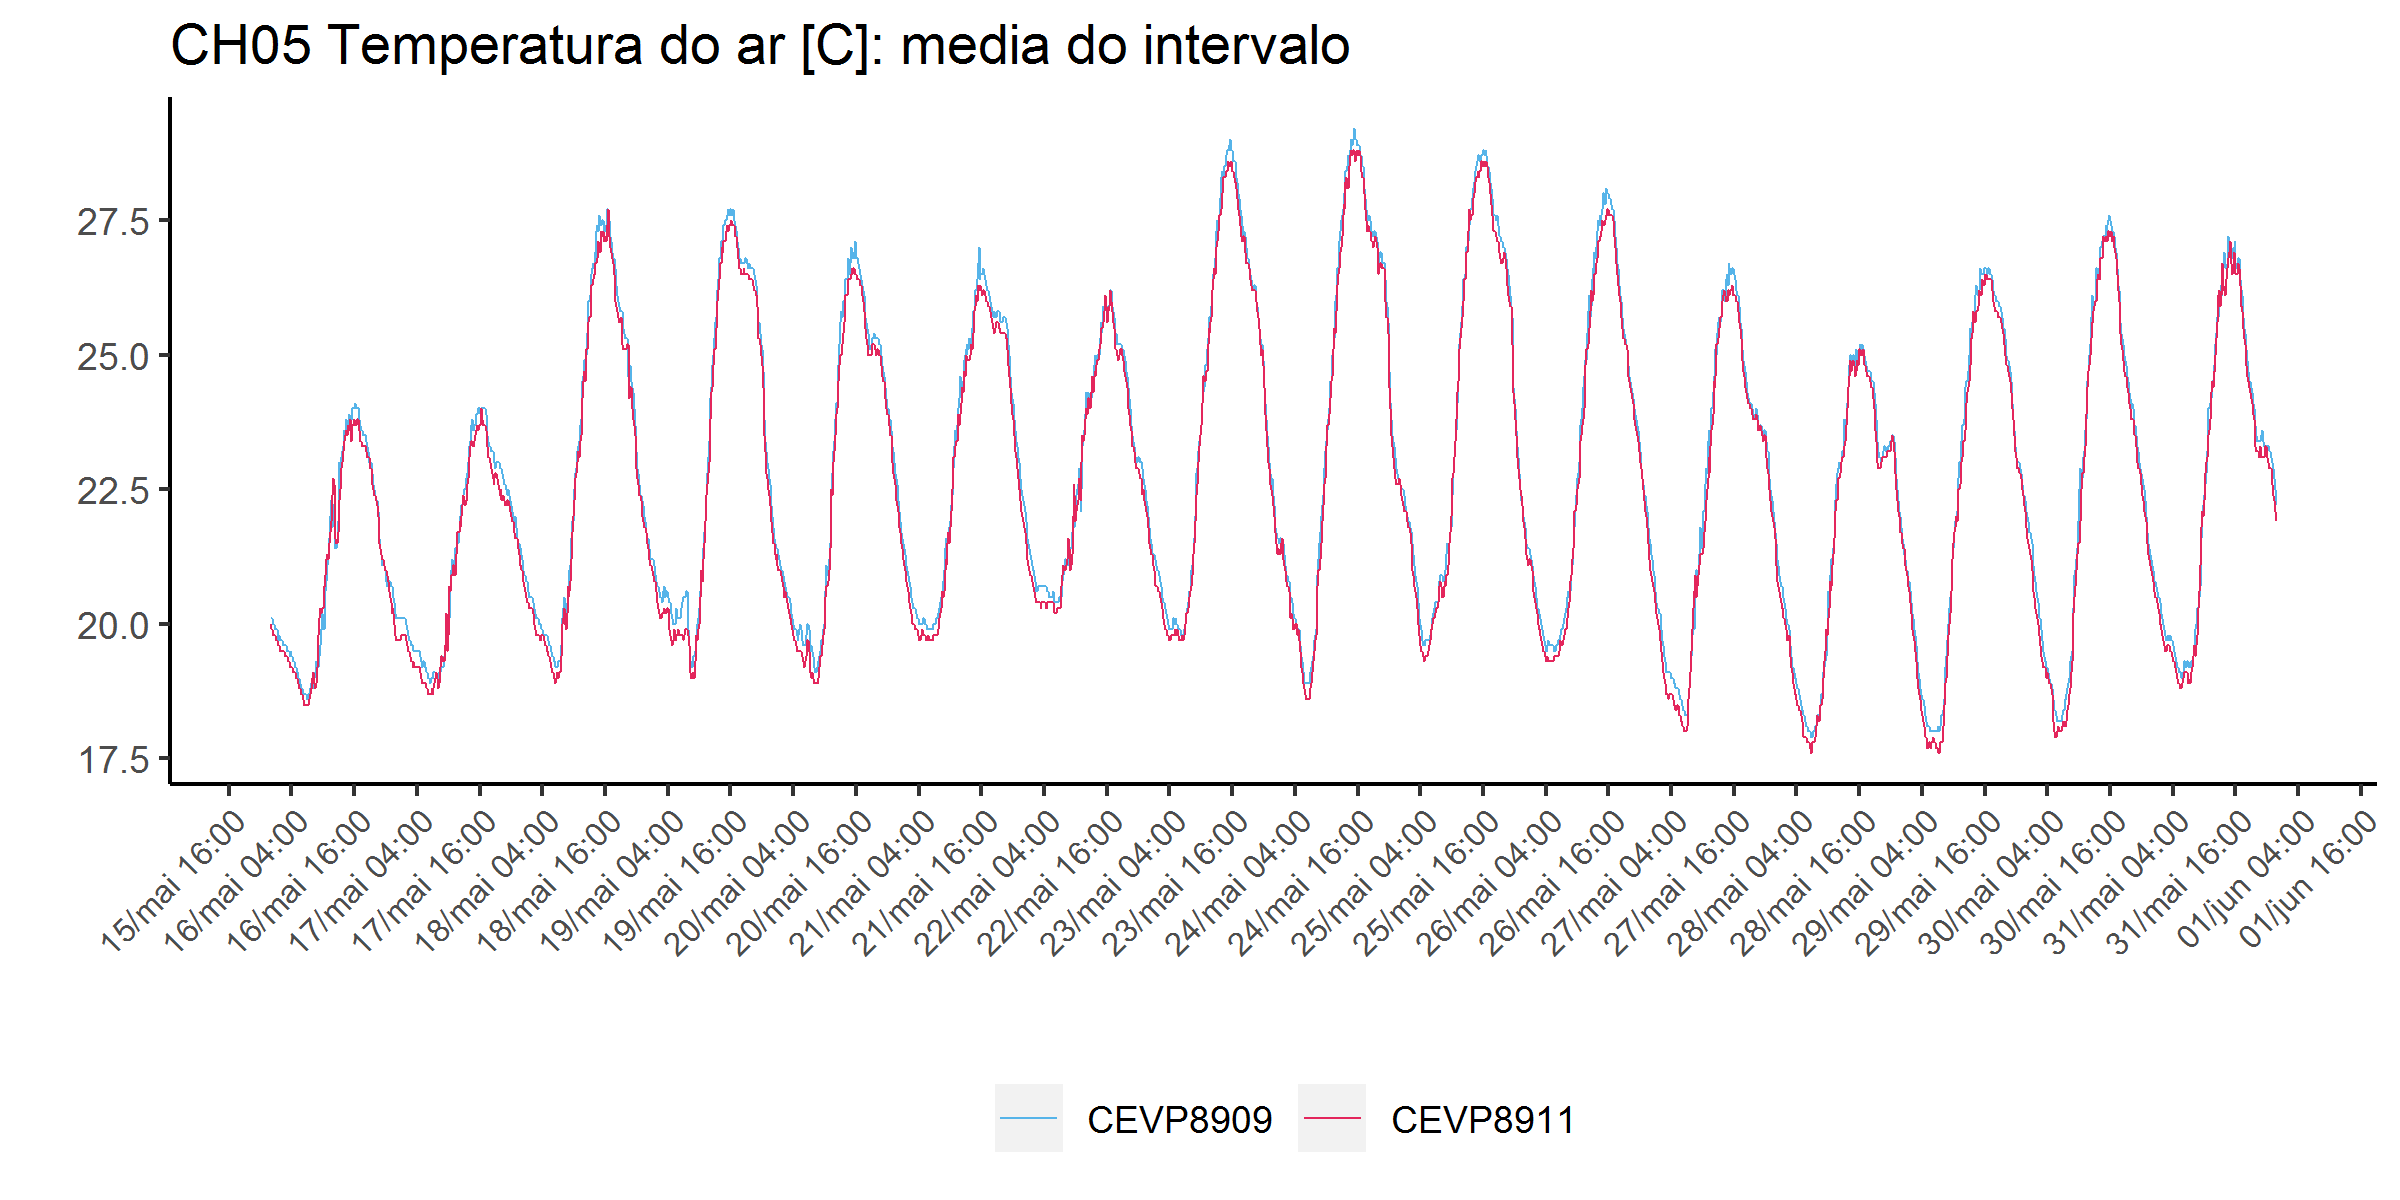 CH05 Temperatura do ar [C]: media do intervalo
27.5
25.0
22.5
20.0
17.5
15/mai 16:00
16/mai 04:00
16/mai 16:00
17/mai 04:00
17/mai 16:00
18/mai 04:00
18/mai 16:00
19/mai 04:00
19/mai 16:00
20/mai 04:00
20/mai 16:00
21/mai 04:00
21/mai 16:00
22/mai 04:00
22/mai 16:00
23/mai 04:00
23/mai 16:00
24/mai 04:00
24/mai 16:00
25/mai 04:00
25/mai 16:00
26/mai 04:00
26/mai 16:00
27/mai 04:00
27/mai 16:00
28/mai 04:00
28/mai 16:00
29/mai 04:00
29/mai 16:00
30/mai 04:00
30/mai 16:00
31/mai 04:00
31/mai 16:00
01/jun 04:00
01/jun 16:00
CEVP8909 CEVP8911